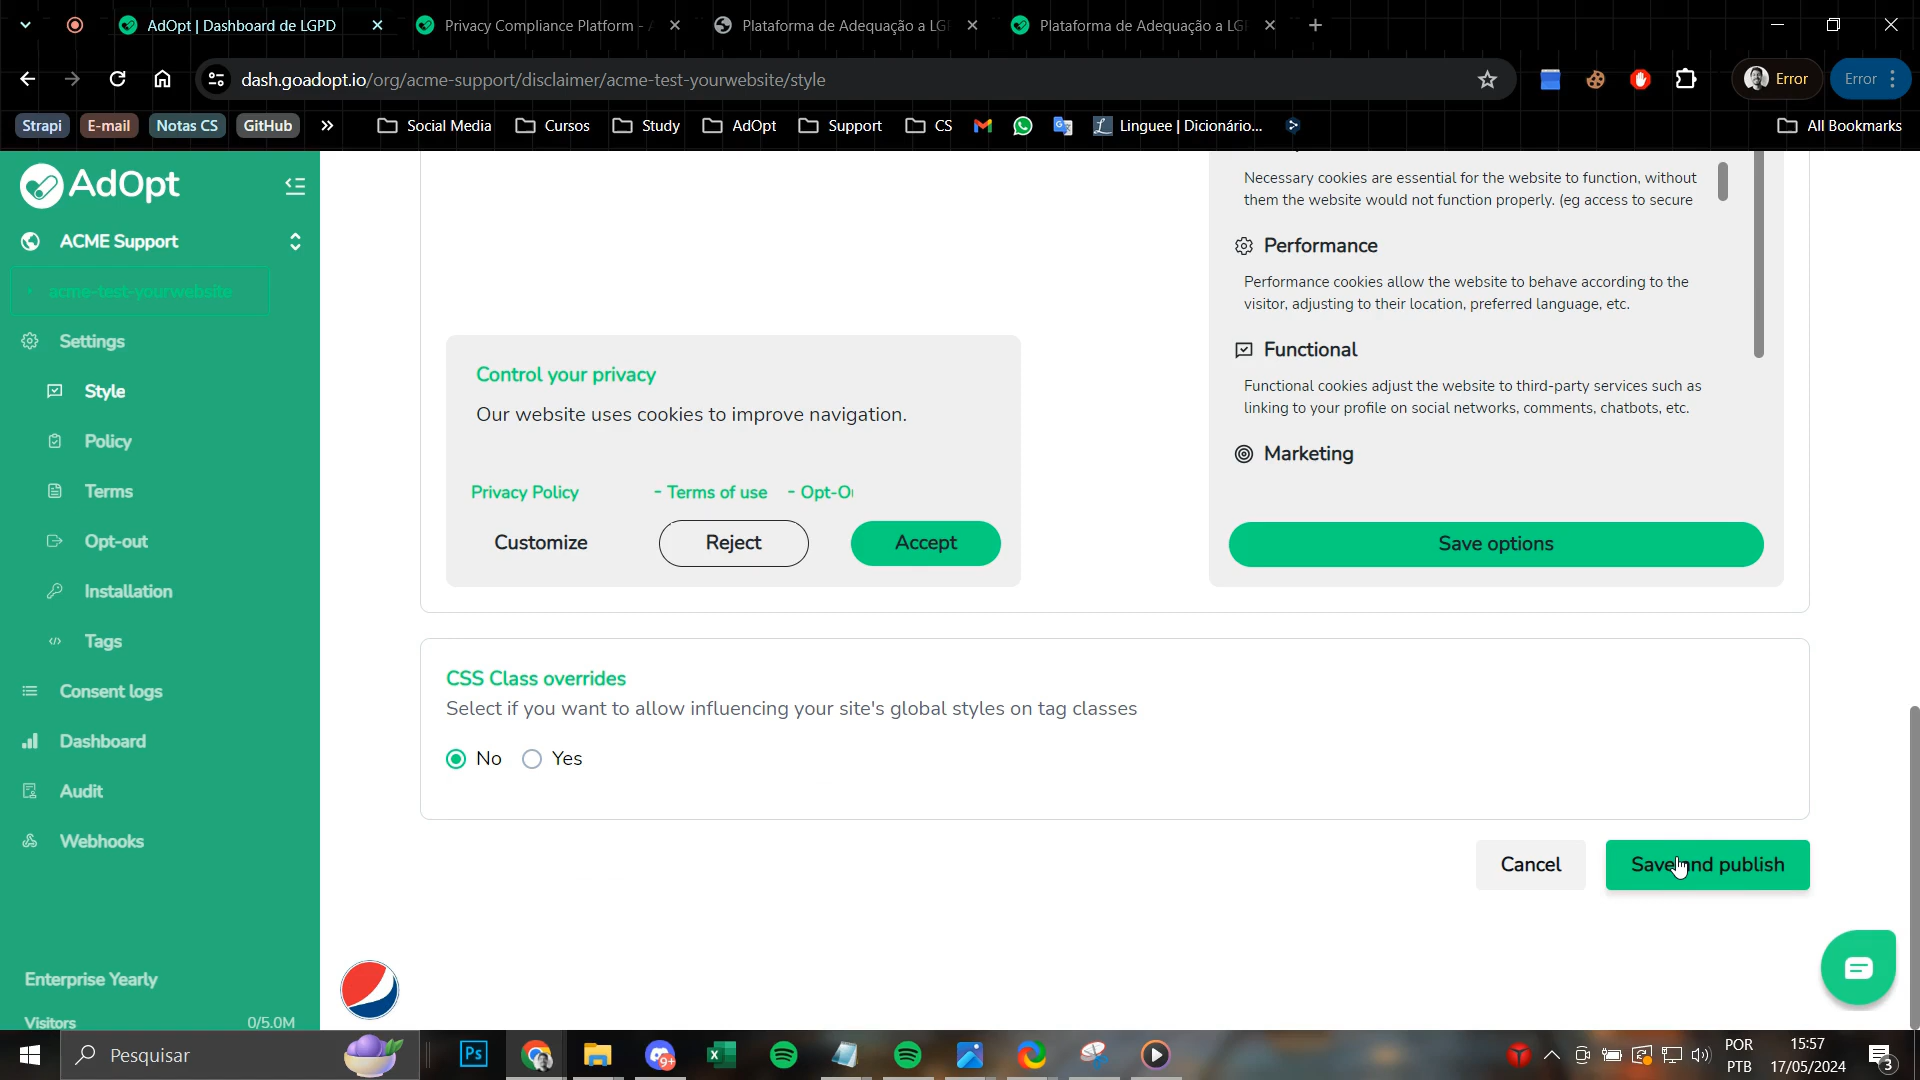 AdOpt | Dashboard de LGPD
Privacy Compliance Platform - A
Plataforma de Adequação a LG
Plataforma de Adequação a LG
dash.goadopt.io/org/acme-support/disclaimer/acme-test-yourwebsite/style
Error
Error
Strapi
E-mail
Notas CS
GitHub
Social Media
Cursos
Study
AdOpt
Support
CS
Linguee | Dicionário...
All Bookmarks
AdOpt
ACME Support
acme-test-yourwebsite
Settings
Style
Policy
Terms
Opt-out
Installation
Tags
Consent logs
Dashboard
Audit
Webhooks
Enterprise Yearly
Visitors 0/5.0M
Control your privacy
Our website uses cookies to improve navigation.
Privacy Policy - Terms of use - Opt-O
Customize
Reject
Accept
Necessary cookies are essential for the website to function, without
them the website would not function properly. (eg access to secure
Performance
Performance cookies allow the website to behave according to the
visitor, adjusting to their location, preferred language, etc.
Functional
Functional cookies adjust the website to third-party services such as
linking to your profile on social networks, comments, chatbots, etc.
Marketing
Save options
CSS Class overrides
Select if you want to allow influencing your site's global styles on tag classes
No
Yes
Cancel
Save and publish
Pesquisar
Ps
9+
POR
PTB
15:57
17/05/2024
3